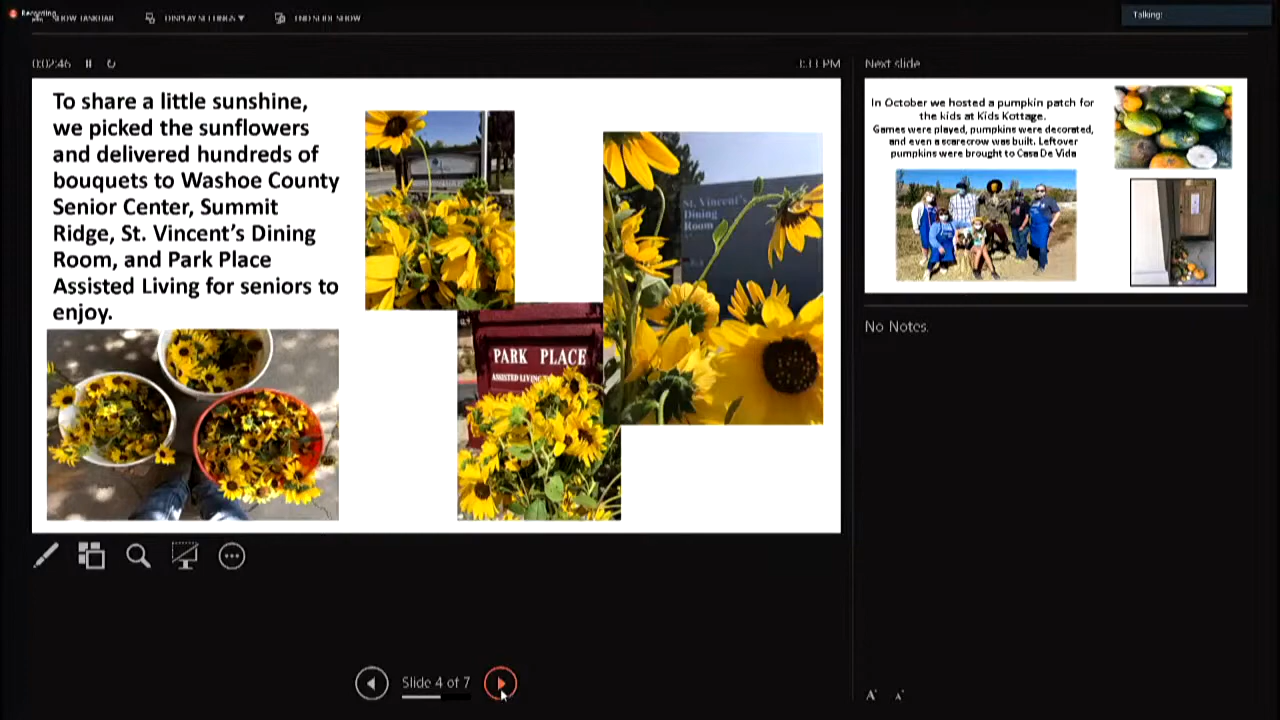 Recording
SHOW TASKBAR
DISPLAY SETTINGS ▼
END SLIDE SHOW
Talking:
0:02:46
1:11 PM
Next slide
To share a little sunshine,
we picked the sunflowers
and delivered hundreds of
bouquets to Washoe County
Senior Center, Summit
Ridge, St. Vincent's Dining
Room, and Park Place
Assisted Living for seniors to
enjoy.
St. Vincent's
Dining
Room
PARK PLACE
ASSISTED LIVING
In October we hosted a pumpkin patch for
the kids at Kids Kottage.
Games were played, pumpkins were decorated,
and even a scarecrow was built. Leftover
pumpkins were brought to Casa De Vida
No Notes.
Slide 4 of 7
A A